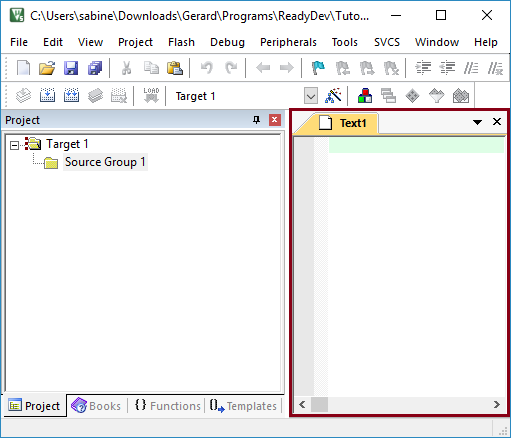 C:\Users\sabine\Downloads\Gerard\Programs\ReadyDev\Tuto...
File Edit View Project Flash Debug Peripherals Tools SVCS Window Help
LOAD Target 1
Project
Text1
Target 1
Source Group 1
Project Books {} Functions {} Templates